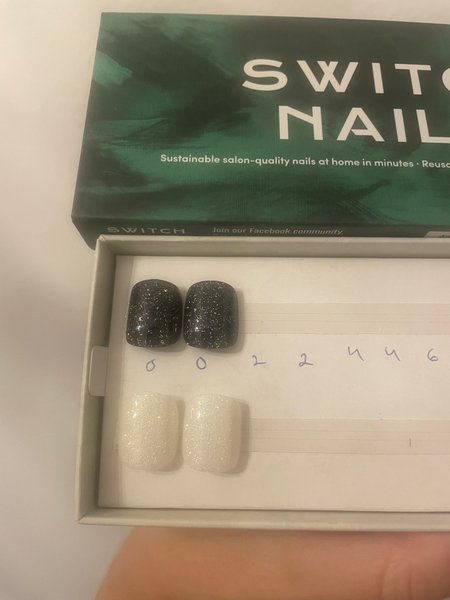 SWITC
NAIL
Sustainable salon-quality nails at home in minutes · Reusa
SWITCH Join our Facebook community.
0 0 2 2 4 4 6